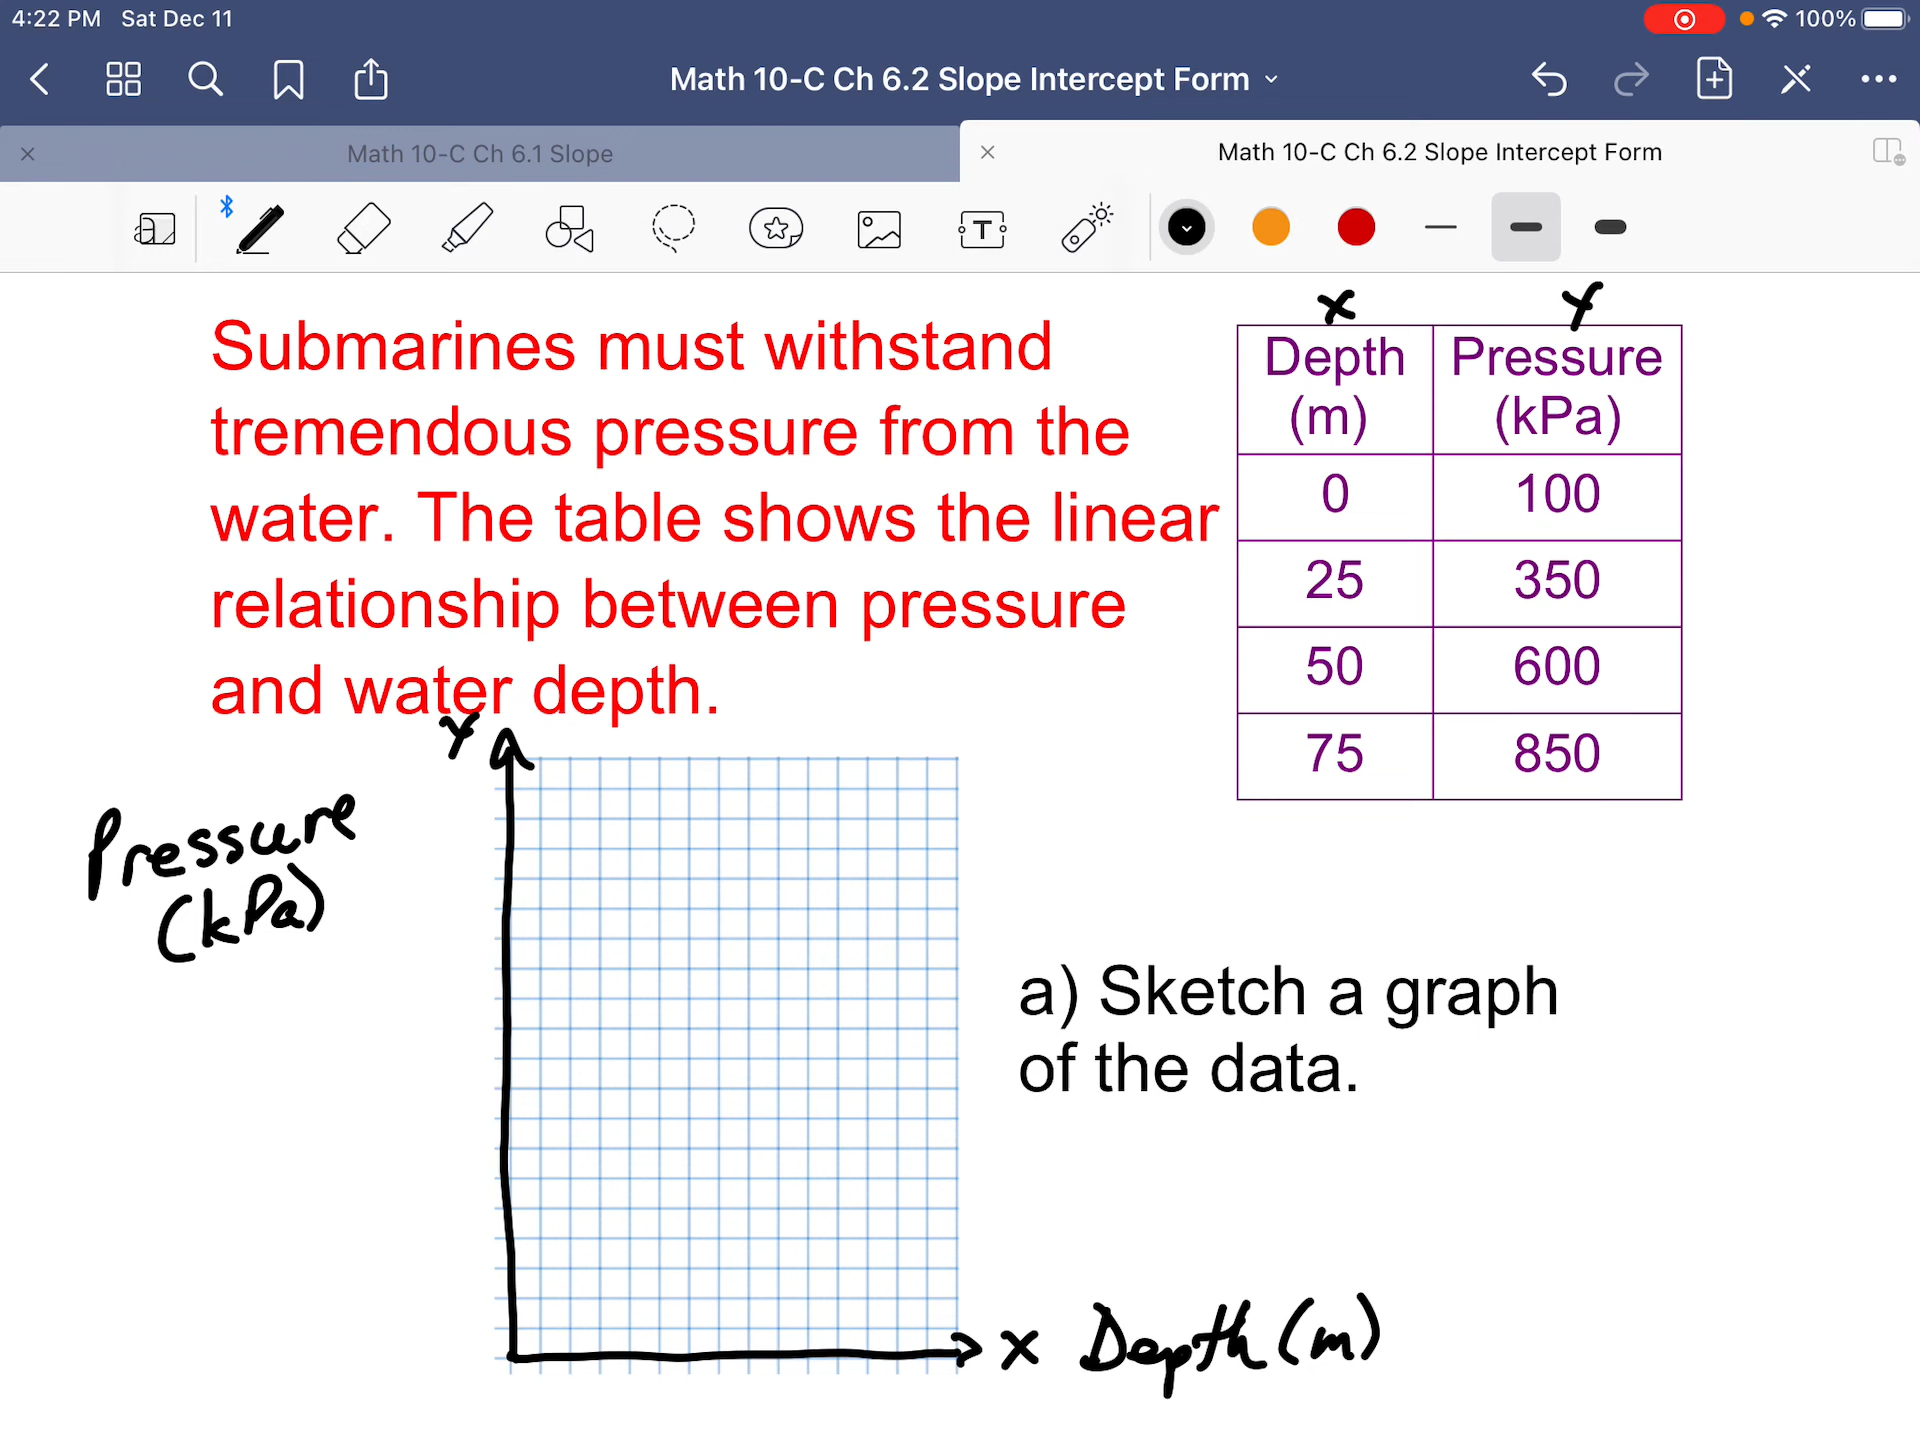 4:22 PM Sat Dec 11
100%
Math 10-C Ch 6.2 Slope Intercept Form
Math 10-C Ch 6.1 Slope
Math 10-C Ch 6.2 Slope Intercept Form
Submarines must withstand
tremendous pressure from the
water. The table shows the linear
relationship between pressure
and water depth.
x Y
Depth Pressure
(m) (kPa)
0 100
25 350
50 600
75 850
Y
Pressure
(kPa)
a) Sketch a graph
of the data.
x Depth (m)